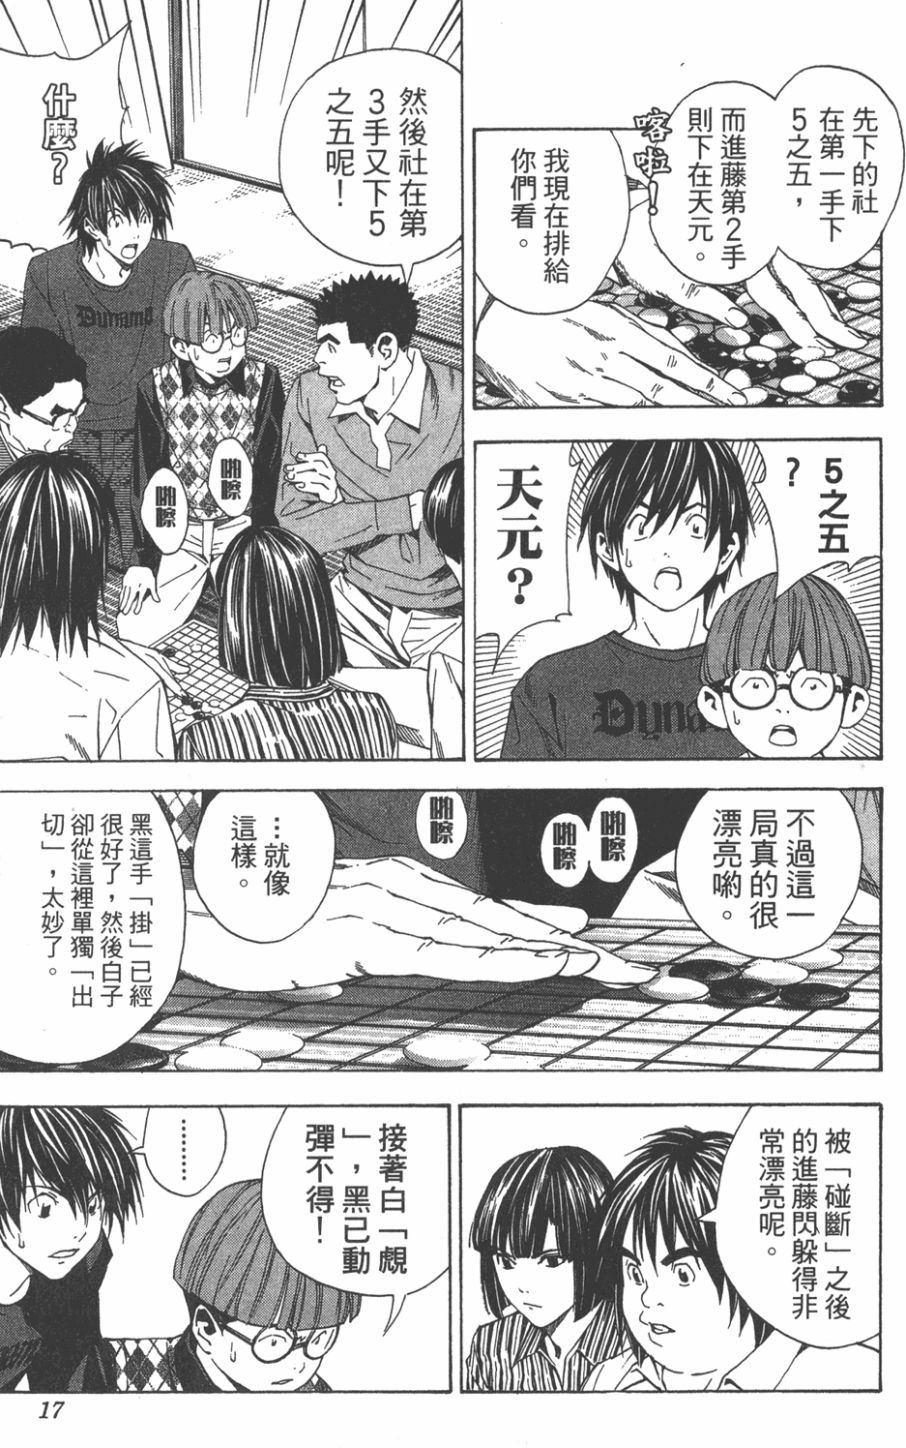 先下的社
在第一手下
5之五，
而進藤第2手
則下在天元。
喀啦！
我現在排給
你們看。
然後社在第
3手又下5
之五呢！
什麼？
Dunamo
啪嚓
啪嚓
5之五
？
天元？
Dynam
不過這一
局真的很
漂亮喲。
啪嚓
啪嚓
啪嚓
…就像
這樣。
黑這手「掛」已經
很好了，然後白子
卻從這裡單獨「出
切」，太妙了。
被「碰斷」之後
的進藤閃躲得非
常漂亮呢。
接著白「覷
」，黑已動
彈不得！
………
17